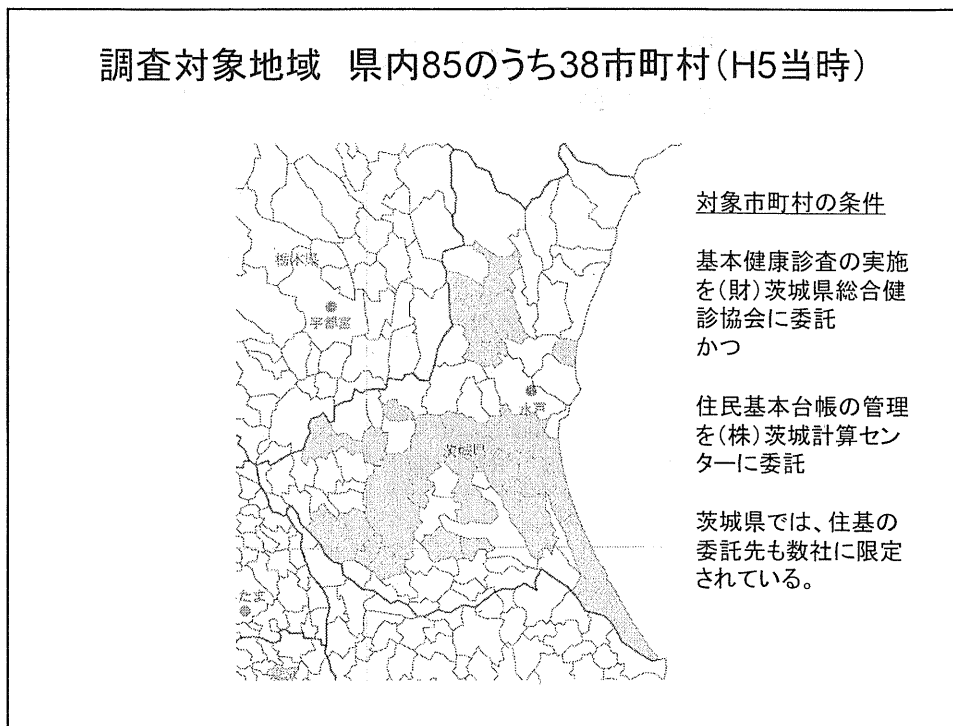 調査対象地域 県内85のうち38市町村(H5当時)
対象市町村の条件
基本健康診査の実施
を(財)茨城県総合健
診協会に委託
かつ
住民基本台帳の管理
を(株)茨城計算セン
ターに委託
茨城県では、住基の
委託先も数社に限定
されている。
栃木県
宇都宮
水戸
茨城県
たま